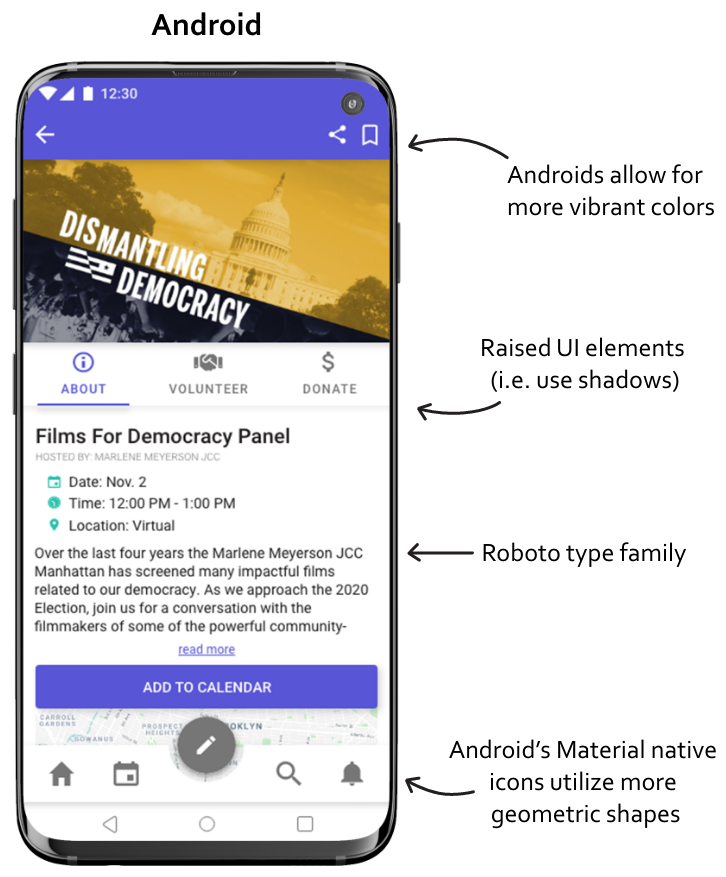 Android
12:30
Androids allow for
more vibrant colors
DISMANTLING
DEMOCRACY
Raised UI elements
(i.e. use shadows)
ABOUT VOLUNTEER DONATE
Films For Democracy Panel
HOSTED BY: MARLENE MEYERSON JCC
Date: Nov. 2
Time: 12:00 PM - 1:00 PM
Location: Virtual
Roboto type family
Over the last four years the Marlene Meyerson JCC
Manhattan has screened many impactful films
related to our democracy. As we approach the 2020
Election, join us for a conversation with the
filmmakers of some of the powerful community-
read more
ADD TO CALENDAR
CARROLL
GARDENS
PROSPECT
HEIGHTS
OKLYN
GOWANUS
Android's Material native
icons utilize more
geometric shapes